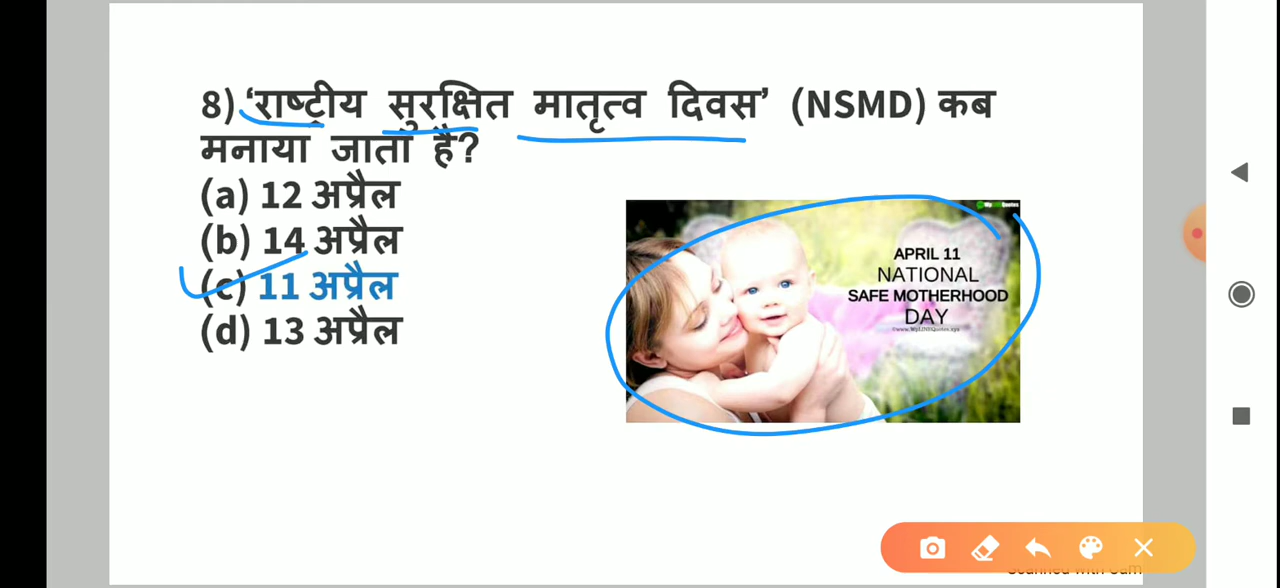 8) ‘राष्ट्रीय सुरक्षित मातृत्व दिवस’ (NSMD) कब
मनाया जाता है?
(a) 12 अप्रैल
(b) 14 अप्रैल
(c) 11 अप्रैल
(d) 13 अप्रैल
APRIL 11
NATIONAL
SAFE MOTHERHOOD
DAY